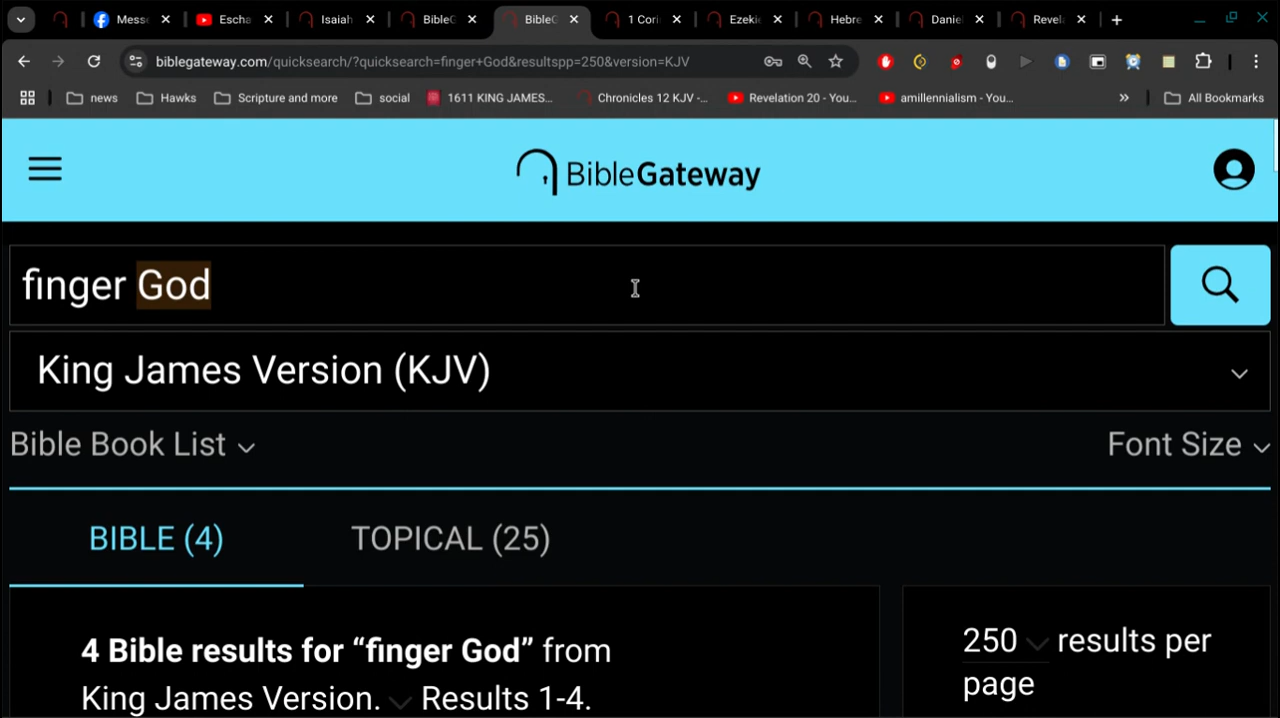 Messe
Escha
Isaiah
BibleG
BibleG
1 Cori
Ezekie
Hebre
Daniel
Revela
biblegateway.com/quicksearch/?quicksearch=finger+God&resultspp=250&version=KJV
news
Hawks
Scripture and more
social
1611 KING JAMES...
Chronicles 12 KJV -...
Revelation 20 - You...
amillennialism - You...
All Bookmarks
BibleGateway
finger God
King James Version (KJV)
Bible Book List
Font Size
BIBLE (4)
TOPICAL (25)
4 Bible results for “finger God” from
King James Version. Results 1-4.
250 results per
page